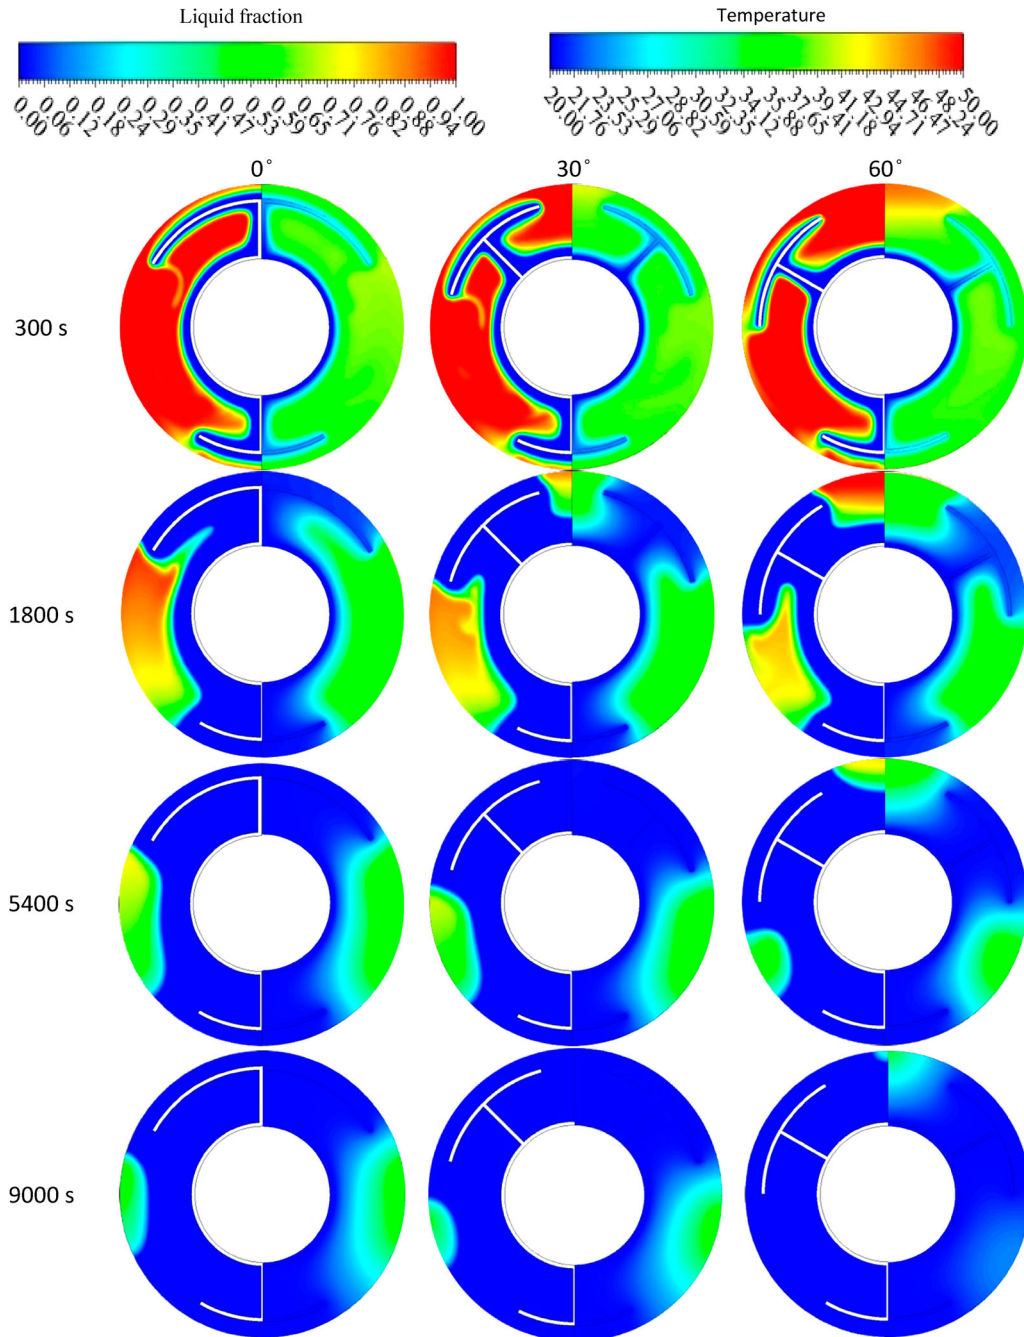 Liquid fraction
Temperature
0.00 0.06 0.12 0.18 0.24 0.29 0.35 0.41 0.47 0.53 0.59 0.65 0.71 0.76 0.82 0.88 0.94 1.00
20.00 21.76 23.53 25.29 27.06 28.82 30.59 32.35 34.12 35.88 37.65 39.41 41.18 42.94 44.71 46.47 48.24 50.00
0° 30° 60°
300 s
1800 s
5400 s
9000 s